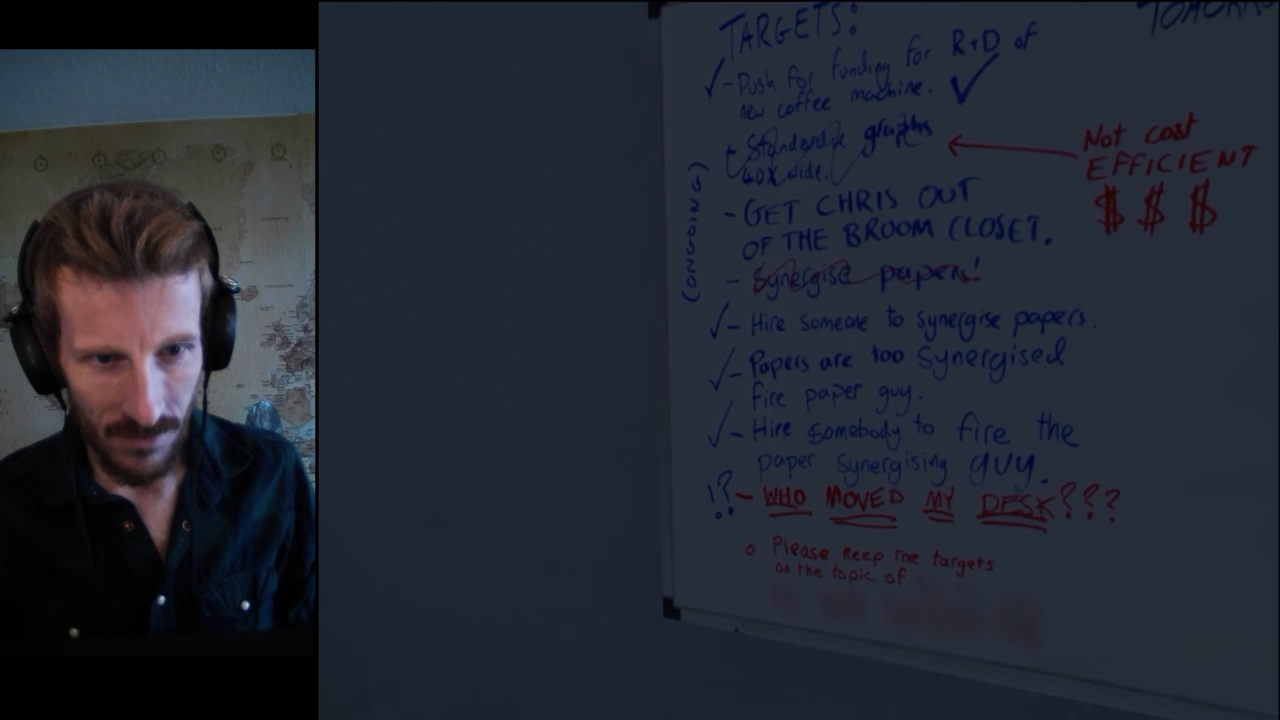 TARGETS:
✓ - Push for funding for R+D of
new coffee machine. ✓
- Standardize graphs
40x wide.
Not cost
EFFICIENT
$ $ $
(ONGOING)
- GET CHRIS OUT
OF THE BROOM CLOSET.
- Synergise papers!
✓ - Hire someone to synergise papers.
✓ - Papers are too synergised
fire paper guy.
✓ - Hire somebody to fire the
paper synergising guy.
!? - WHO MOVED MY DESK???
o Please keep the targets
on the topic of